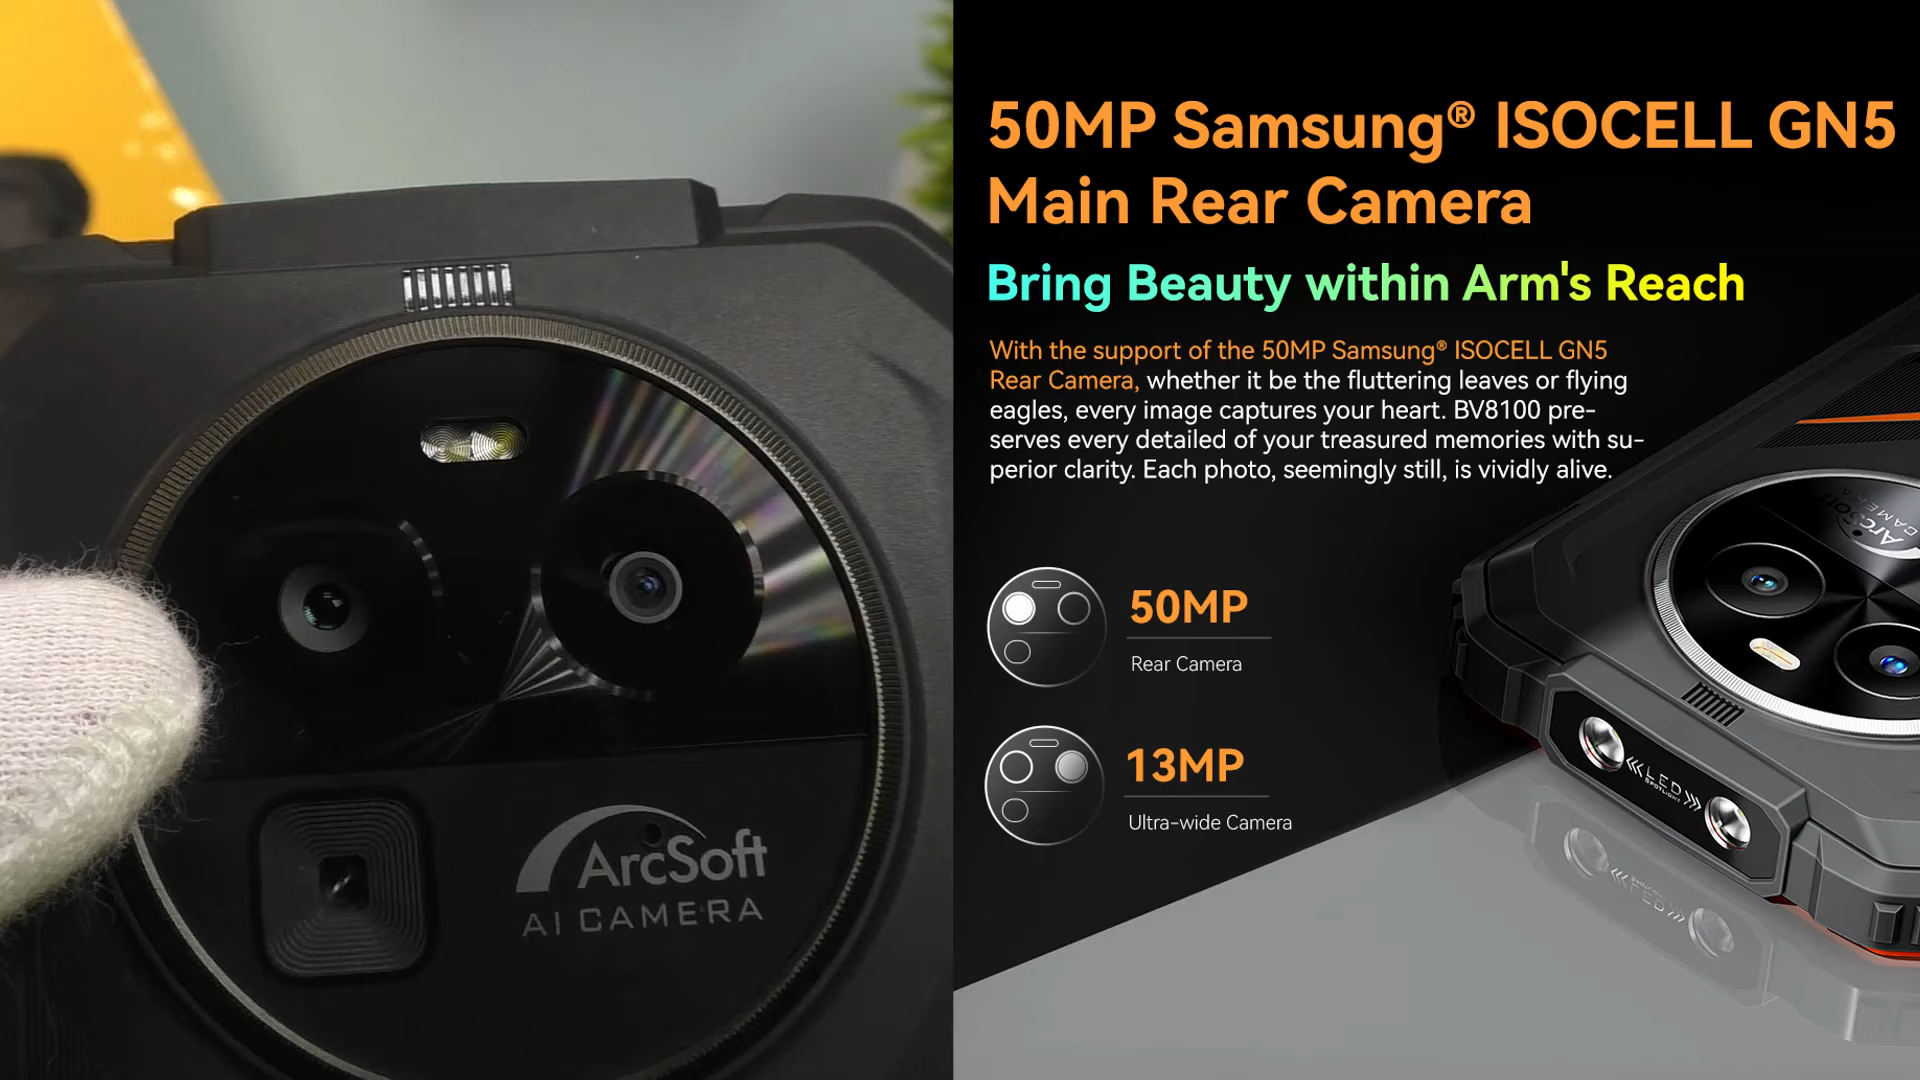 50MP Samsung® ISOCELL GN5
Main Rear Camera
Bring Beauty within Arm's Reach
With the support of the 50MP Samsung® ISOCELL GN5
Rear Camera, whether it be the fluttering leaves or flying
eagles, every image captures your heart. BV8100 pre-
serves every detailed of your treasured memories with su-
perior clarity. Each photo, seemingly still, is vividly alive.
50MP
Rear Camera
13MP
Ultra-wide Camera
ArcSoft
AI CAMERA
ArcSoft
CAMERA
LED
SPOTLIGHT